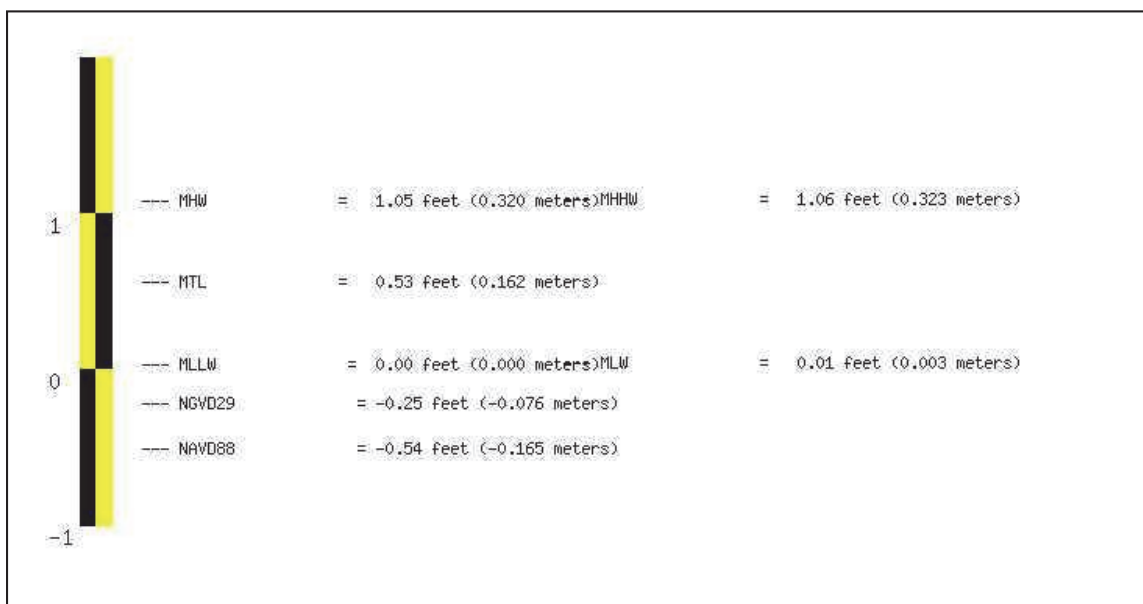 --- MHW = 1.05 feet (0.320 meters)MHHW = 1.06 feet (0.323 meters)
1
--- MTL = 0.53 feet (0.162 meters)
--- MLLW = 0.00 feet (0.000 meters)MLW = 0.01 feet (0.003 meters)
0
--- NGVD29 = -0.25 feet (-0.076 meters)
--- NAVD88 = -0.54 feet (-0.165 meters)
-1